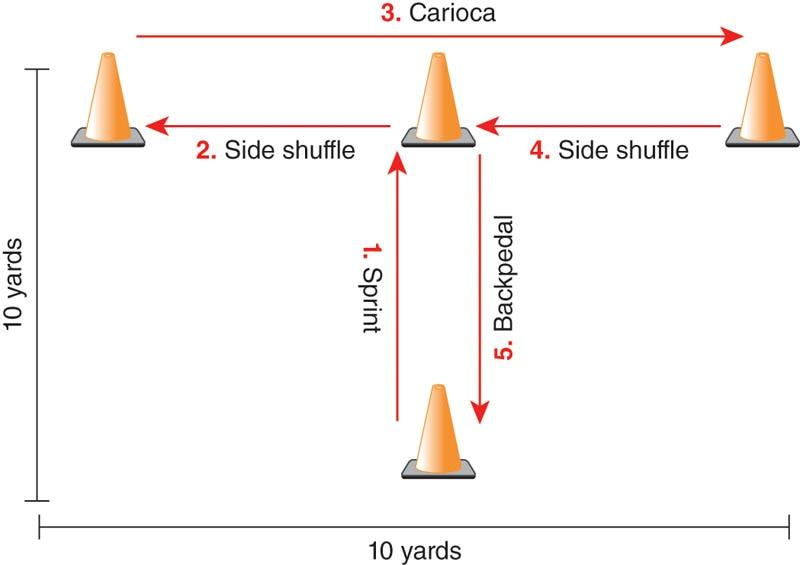 3. Carioca
2. Side shuffle
4. Side shuffle
10 yards
1. Sprint
5. Backpedal
10 yards